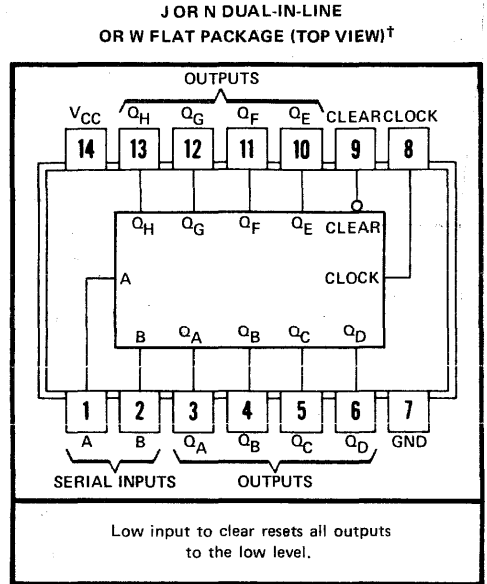 J OR N DUAL-IN-LINE
OR W FLAT PACKAGE (TOP VIEW)†
OUTPUTS
VCC QH QG QF QE CLEAR CLOCK
14 13 12 11 10 9 8
QH QG QF QE CLEAR
A CLOCK
B QA QB QC QD
1 2 3 4 5 6 7
A B QA QB QC QD GND
SERIAL INPUTS OUTPUTS
Low input to clear resets all outputs
to the low level.